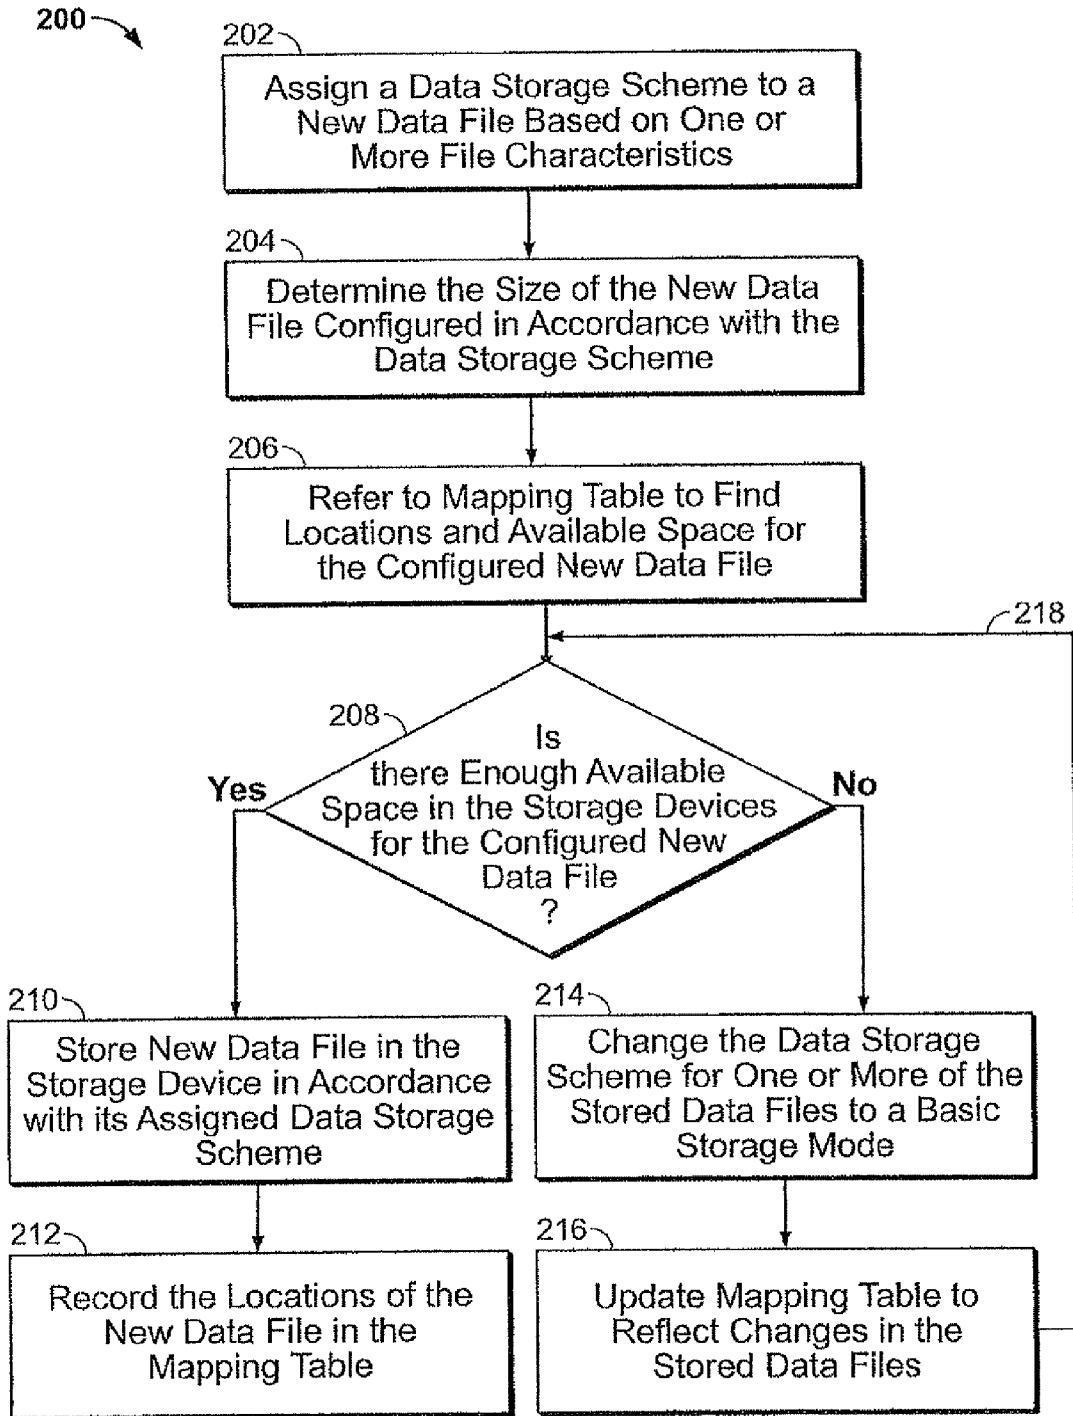 200
202
Assign a Data Storage Scheme to a
New Data File Based on One or
More File Characteristics
204
Determine the Size of the New Data
File Configured in Accordance with the
Data Storage Scheme
206
Refer to Mapping Table to Find
Locations and Available Space for
the Configured New Data File
218
208
Is
there Enough Available
Space in the Storage Devices
for the Configured New
Data File
?
Yes
No
210
Store New Data File in the
Storage Device in Accordance
with its Assigned Data Storage
Scheme
214
Change the Data Storage
Scheme for One or More of the
Stored Data Files to a Basic
Storage Mode
212
Record the Locations of the
New Data File in the
Mapping Table
216
Update Mapping Table to
Reflect Changes in the
Stored Data Files